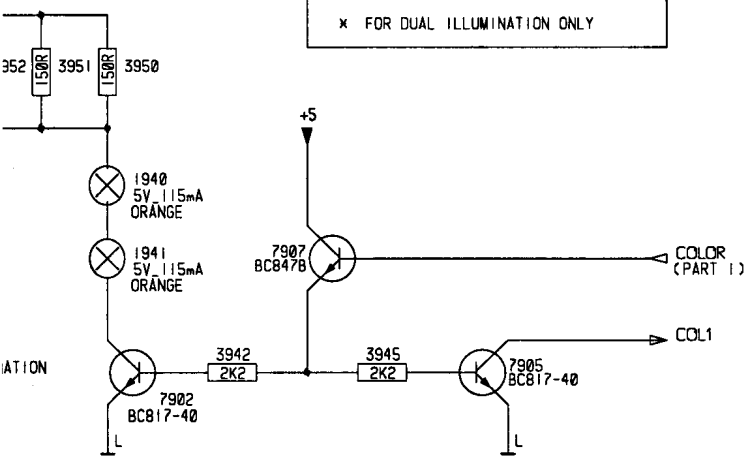 * FOR DUAL ILLUMINATION ONLY
352
150R
3951
150R
3950
+5
1940
5V_115mA
ORANGE
1941
5V_115mA
ORANGE
7907
BC847B
COLOR
(PART 1)
3942
2K2
3945
2K2
COL1
7905
BC817-40
IATION
7902
BC817-40
L
L